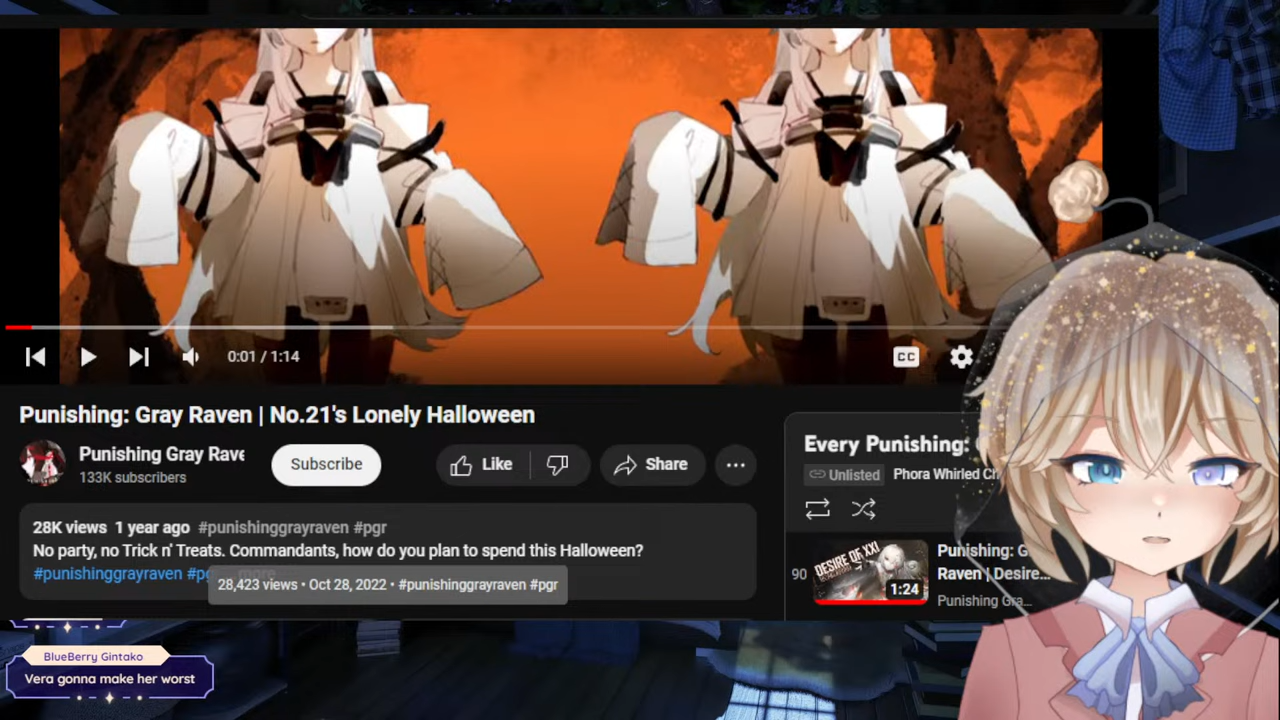 0:01 / 1:14
CC
Punishing: Gray Raven | No.21's Lonely Halloween
Punishing Gray Rave
133K subscribers
Subscribe
Like
Share
28K views 1 year ago #punishinggrayraven #pgr
No party, no Trick n' Treats. Commandants, how do you plan to spend this Halloween?
#punishinggrayraven
28,423 views • Oct 28, 2022 • #punishinggrayraven #pgr
Every Punishing:
Unlisted
Phora Whirled Ch
90
DESIRE OF XXI
1:24
Punishing: G
Raven | Desire...
Punishing Gra...
BlueBerry Gintako
Vera gonna make her worst